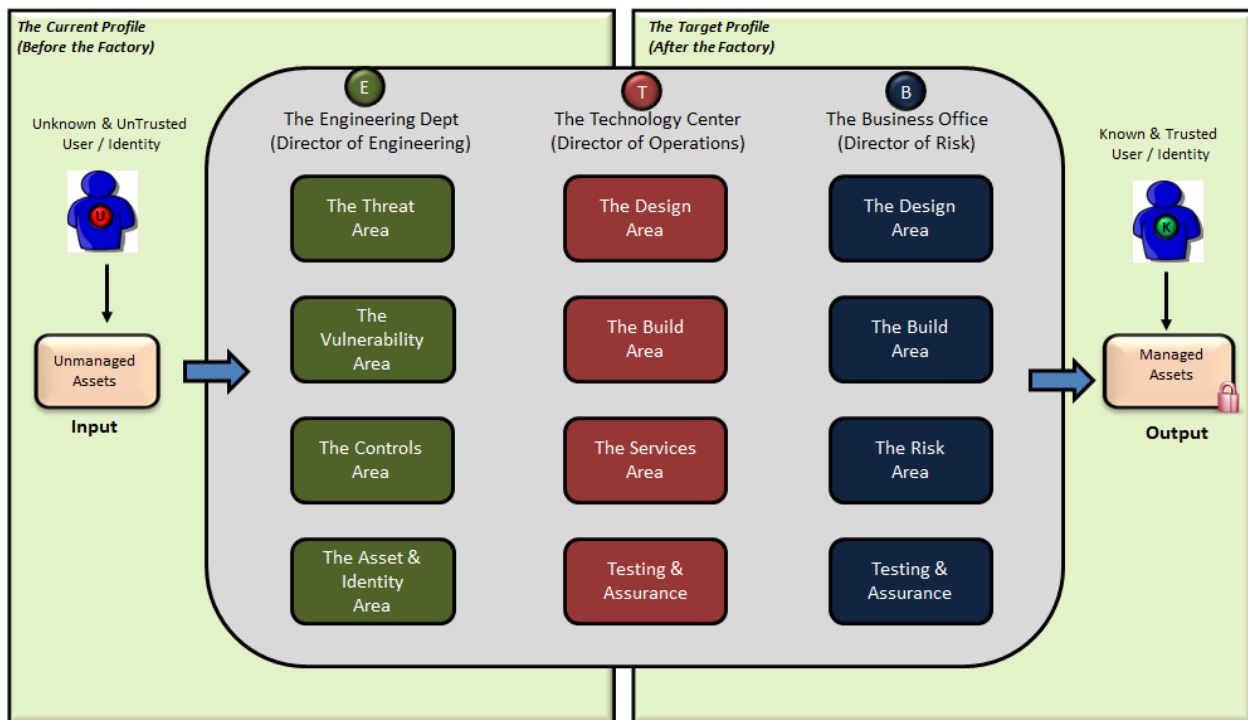 The Current Profile
(Before the Factory)
The Target Profile
(After the Factory)
E
T
B
The Engineering Dept
(Director of Engineering)
The Technology Center
(Director of Operations)
The Business Office
(Director of Risk)
Unknown & UnTrusted
User / Identity
U
Unmanaged
Assets
Input
The Threat
Area
The Vulnerability
Area
The Controls
Area
The Asset &
Identity
Area
The Design
Area
The Build
Area
The Services
Area
Testing &
Assurance
The Design
Area
The Build
Area
The Risk
Area
Testing &
Assurance
Known & Trusted
User / Identity
K
Managed
Assets
Output